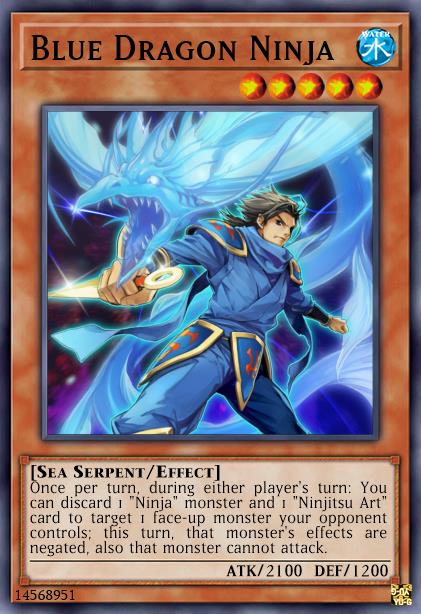 BLUE DRAGON NINJA
WATER
水
[SEA SERPENT/EFFECT]
Once per turn, during either player's turn: You
can discard 1 "Ninja" monster and 1 "Ninjitsu Art"
card to target 1 face-up monster your opponent
controls; this turn, that monster's effects are
negated, also that monster cannot attack.
ATK/2100 DEF/1200
14568951